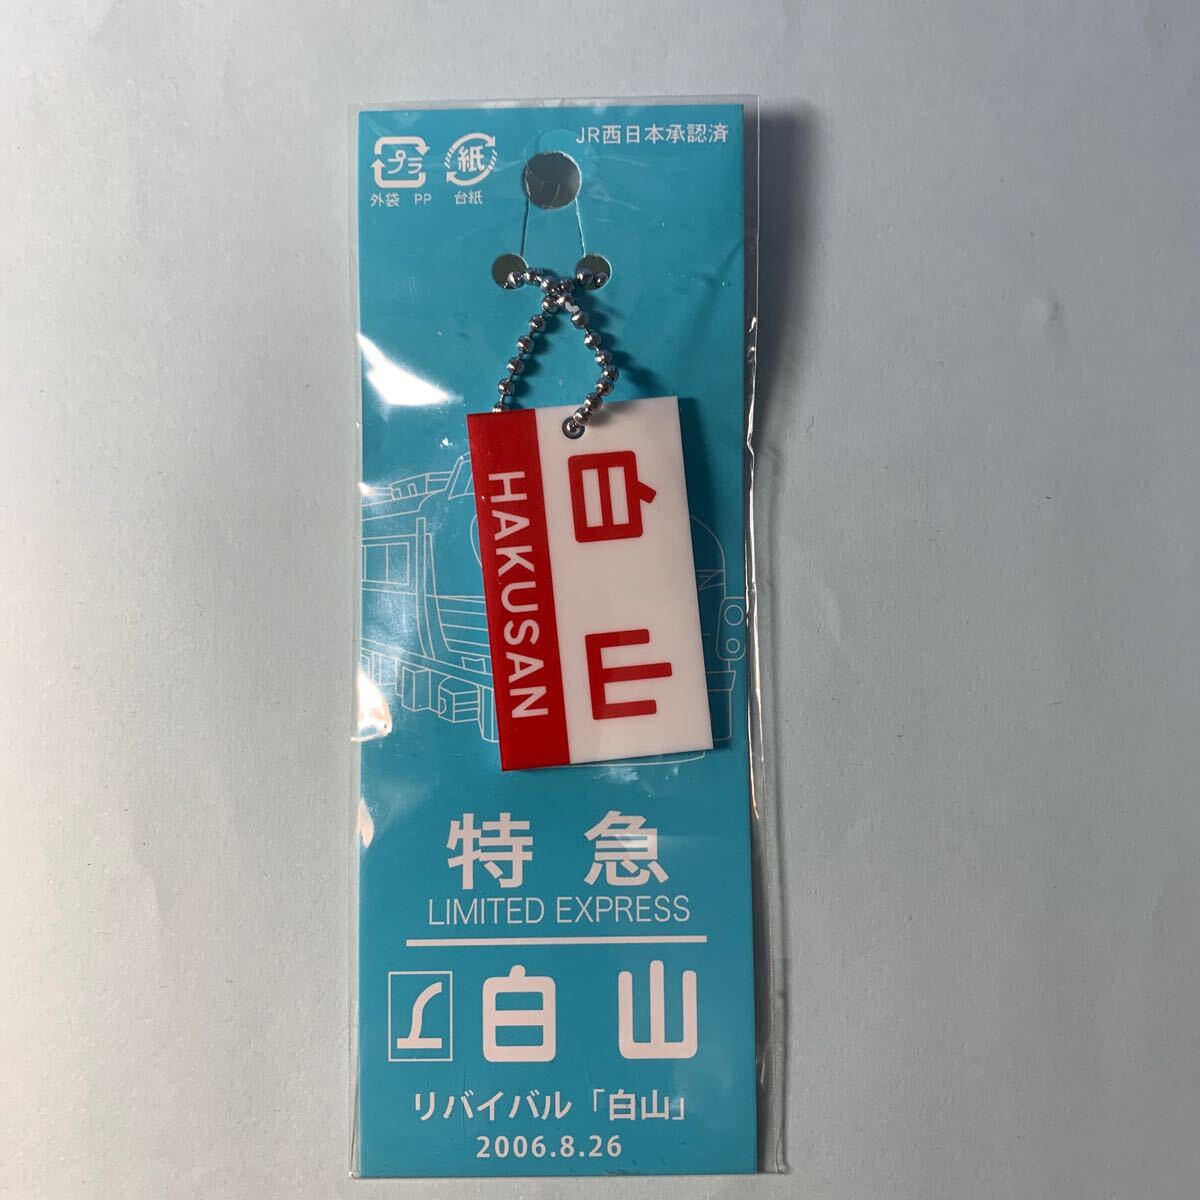 JR西日本承認済
プラ
紙
外袋 PP
台紙
白山
HAKUSAN
特急
LIMITED EXPRESS
白山
リバイバル「白山」
2006.8.26